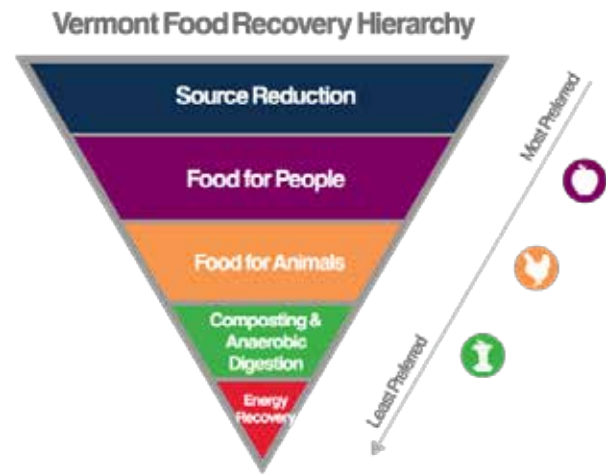 Vermont Food Recovery Hierarchy
Source Reduction
Food for People
Food for Animals
Composting &
Anaerobic
Digestion
Energy
Recovery
Most Preferred
Least Preferred